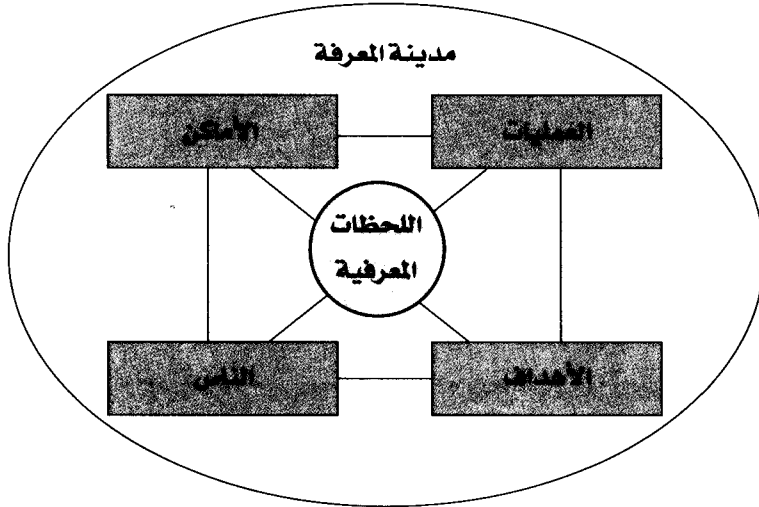 مدينة المعرفة
العمليات
الأماكن
اللحظات
المعرفية
الأهداف
الناس